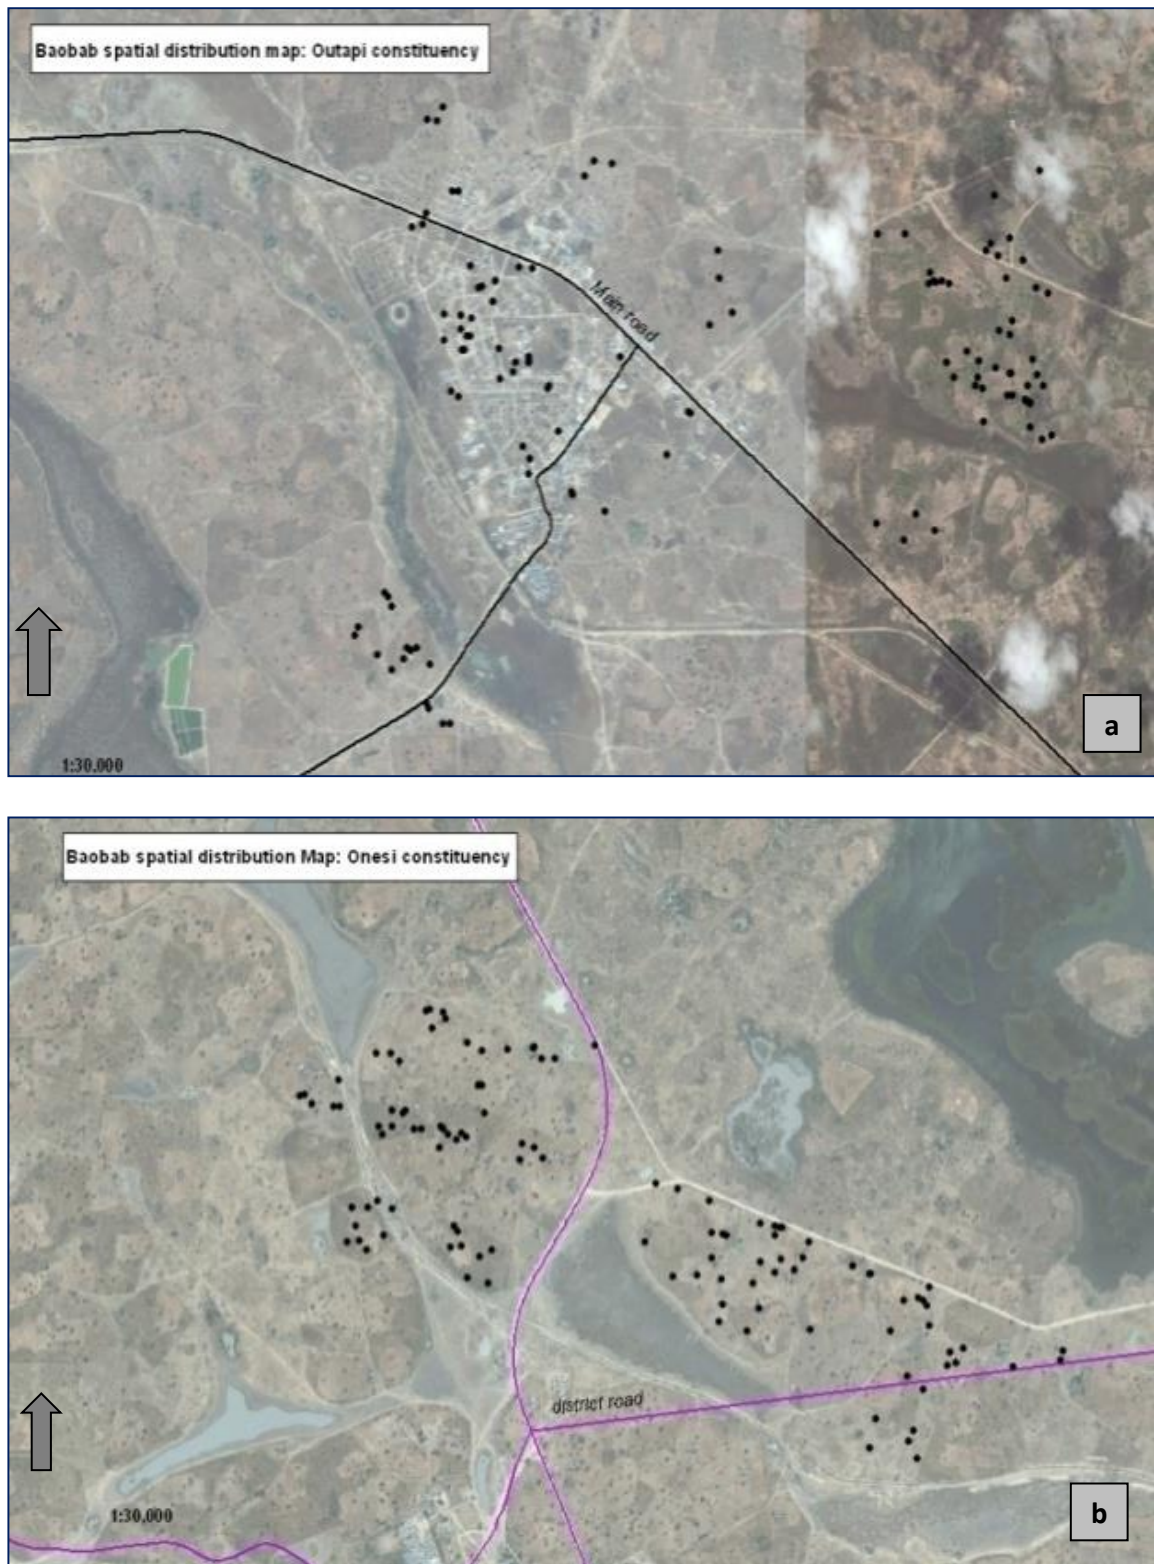 Baobab spatial distribution map: Outapi constituency
Main road
a
1:30,000
Baobab spatial distribution Map: Onesi constituency
district road
1:30,000
b